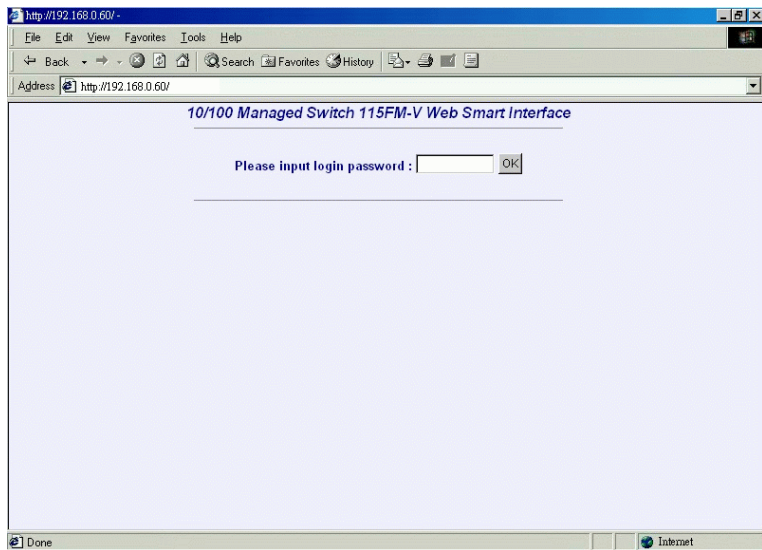 http://192.168.0.60/ -
File Edit View Favorites Tools Help
Back Search Favorites History
Address http://192.168.0.60/
10/100 Managed Switch 115FM-V Web Smart Interface
Please input login password : OK
Done Internet